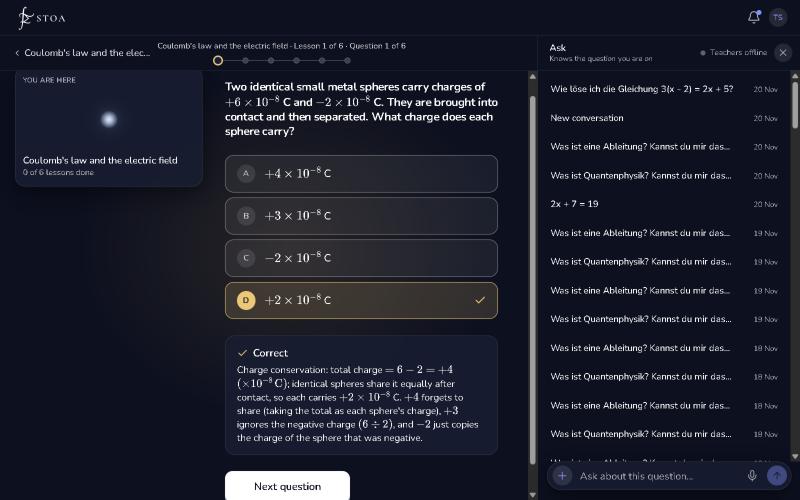 STOA
TS
Coulomb's law and the elec...
Coulomb's law and the electric field · Lesson 1 of 6 · Question 1 of 6
YOU ARE HERE
Coulomb's law and the electric field
0 of 6 lessons done
Two identical small metal spheres carry charges of
+6 × 10⁻⁸ C and −2 × 10⁻⁸ C. They are brought into
contact and then separated. What charge does each
sphere carry?
A +4 × 10⁻⁸ C
B +3 × 10⁻⁸ C
C −2 × 10⁻⁸ C
D +2 × 10⁻⁸ C
Correct
Charge conservation: total charge = 6 − 2 = +4
(×10⁻⁸ C); identical spheres share it equally after
contact, so each carries +2 × 10⁻⁸ C. +4 forgets to
share (taking the total as each sphere's charge), +3
ignores the negative charge (6 ÷ 2), and −2 just copies
the charge of the sphere that was negative.
Next question
Ask
Knows the question you are on
Teachers offline
Wie löse ich die Gleichung 3(x - 2) = 2x + 5? 20 Nov
New conversation 20 Nov
Was ist eine Ableitung? Kannst du mir das... 20 Nov
Was ist Quantenphysik? Kannst du mir das... 20 Nov
2x + 7 = 19 20 Nov
Was ist eine Ableitung? Kannst du mir das... 19 Nov
Was ist Quantenphysik? Kannst du mir das... 19 Nov
Was ist eine Ableitung? Kannst du mir das... 19 Nov
Was ist Quantenphysik? Kannst du mir das... 19 Nov
Was ist eine Ableitung? Kannst du mir das... 18 Nov
Was ist Quantenphysik? Kannst du mir das... 18 Nov
Was ist eine Ableitung? Kannst du mir das... 18 Nov
Was ist Quantenphysik? Kannst du mir das... 18 Nov
Ask about this question...